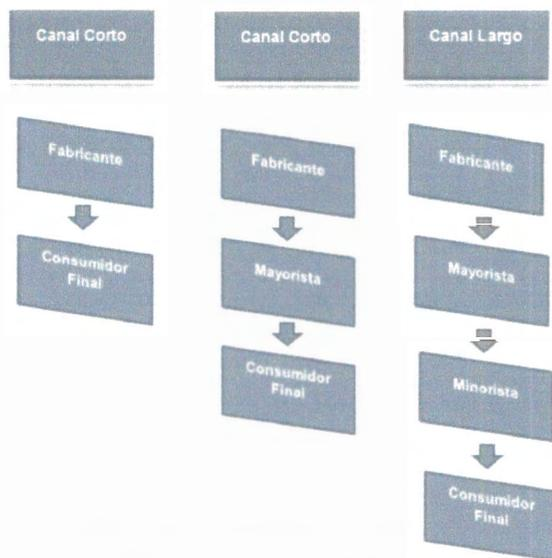 Canal Corto
Fabricante
Consumidor
Final
Canal Corto
Fabricante
Mayorista
Consumidor
Final
Canal Largo
Fabricante
Mayorista
Minorista
Consumidor
Final